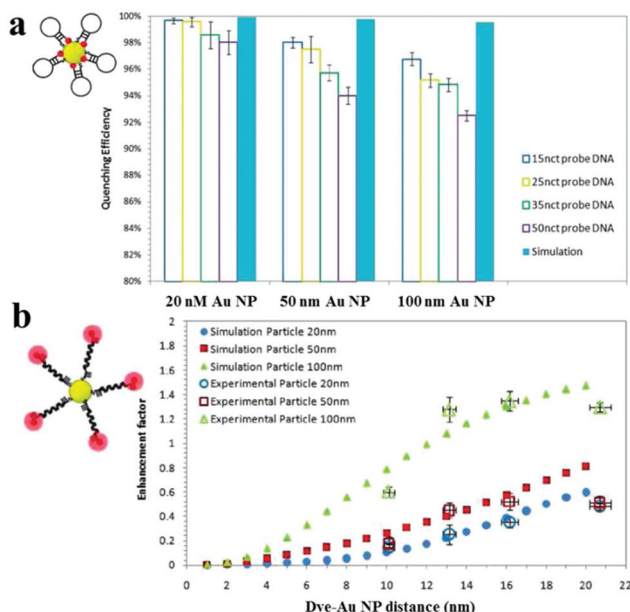 a
100%
98%
96%
94%
92%
90%
88%
86%
84%
82%
80%
Quenching Efficiency
15nct probe DNA
25nct probe DNA
35nct probe DNA
50nct probe DNA
Simulation
20 nM Au NP 50 nm Au NP 100 nm Au NP
b
2
1.8
1.6
1.4
1.2
1
0.8
0.6
0.4
0.2
0
Enhancement factor
Simulation Particle 20nm
Simulation Particle 50nm
Simulation Particle 100nm
Experimental Particle 20nm
Experimental Particle 50nm
Experimental Particle 100nm
0 2 4 6 8 10 12 14 16 18 20 22
Dye-Au NP distance (nm)